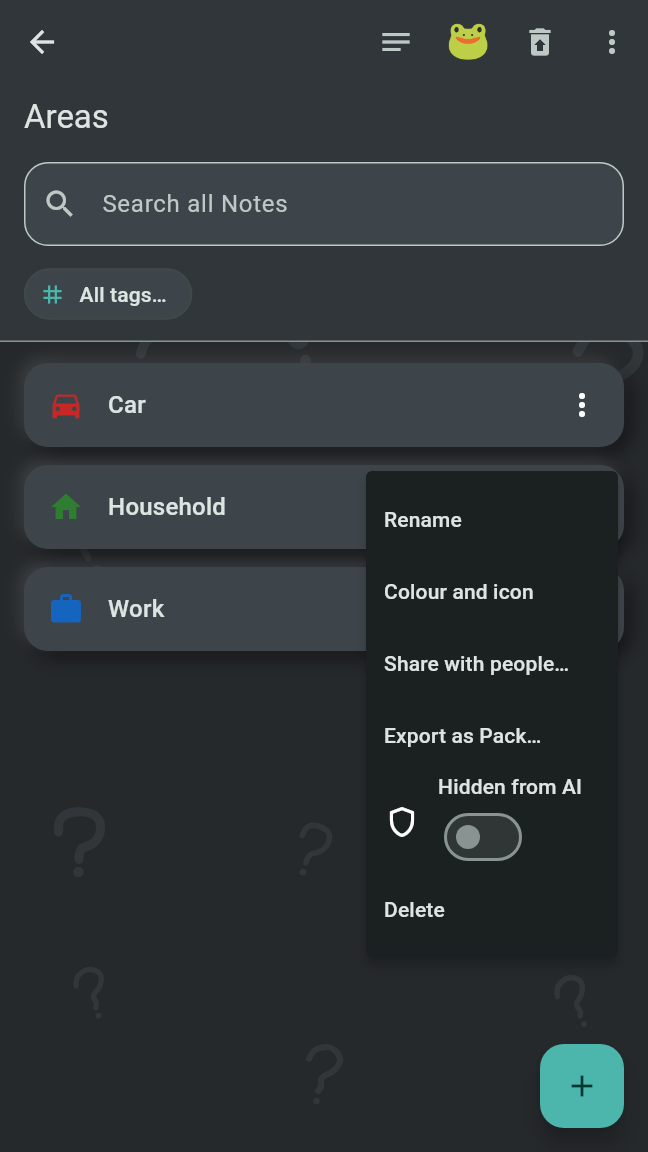 Areas
Search all Notes
All tags…
Car
Household
Work
Rename
Colour and icon
Share with people…
Export as Pack…
Hidden from AI
Delete